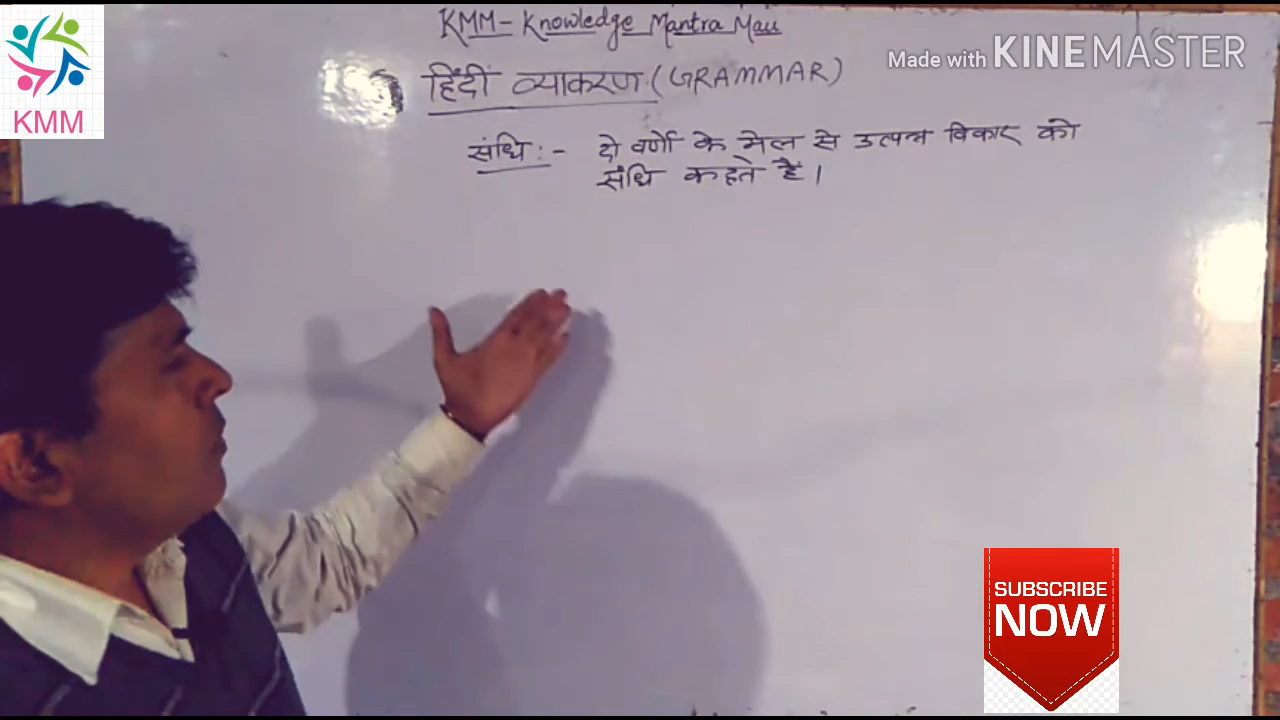 KMM- Knowledge Mantra Mau
Made with KINEMASTER
KMM
हिंदी व्याकरण (GRAMMAR)
संधि :- दो वर्णो के मेल से उत्पन्न विकार को
संधि कहते हैं।
SUBSCRIBE
NOW